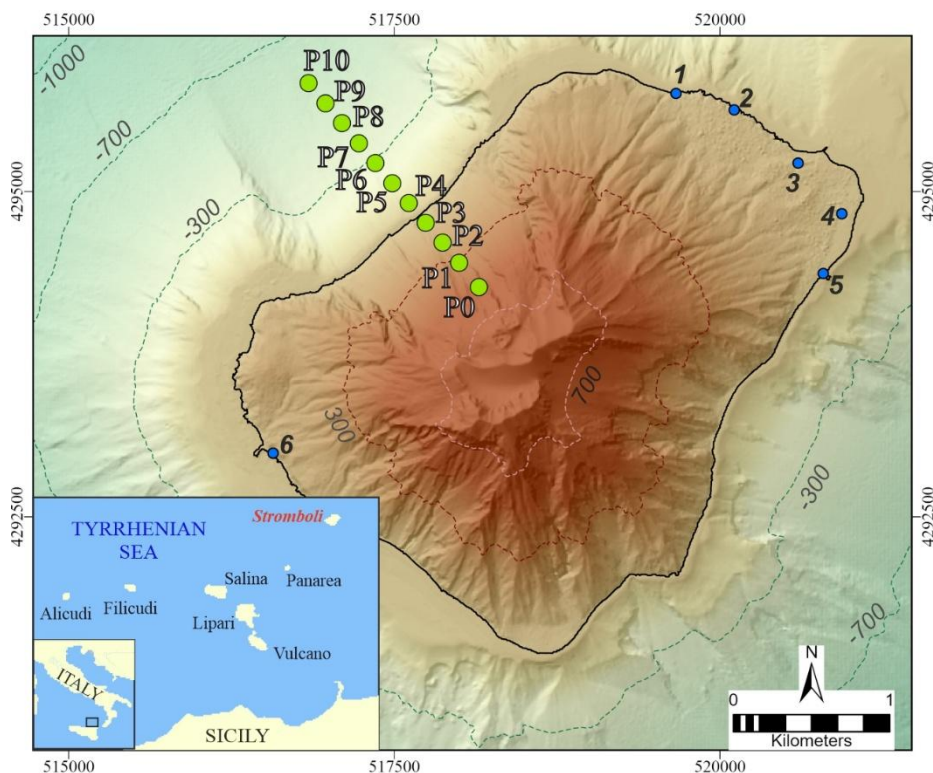 515000
517500
520000
-1000
P10
P9
P8
P7
P6
P5
P4
P3
P2
P1
P0
-700
-300
1
2
3
4
5
6
4295000
4295000
300
700
-300
-700
4292500
4292500
TYRRHENIAN
SEA
Stromboli
Salina
Panarea
Alicudi
Filicudi
Lipari
Vulcano
ITALY
SICILY
N
0
1
Kilometers
515000
517500
520000